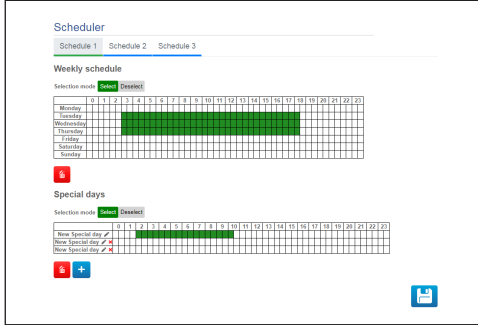 Scheduler
Schedule 1 Schedule 2 Schedule 3
Weekly schedule
Selection mode Select Deselect
0 1 2 3 4 5 6 7 8 9 10 11 12 13 14 15 16 17 18 19 20 21 22 23
Monday
Tuesday
Wednesday
Thursday
Friday
Saturday
Sunday
Special days
Selection mode Select Deselect
0 1 2 3 4 5 6 7 8 9 10 11 12 13 14 15 16 17 18 19 20 21 22 23
New Special day
New Special day
New Special day